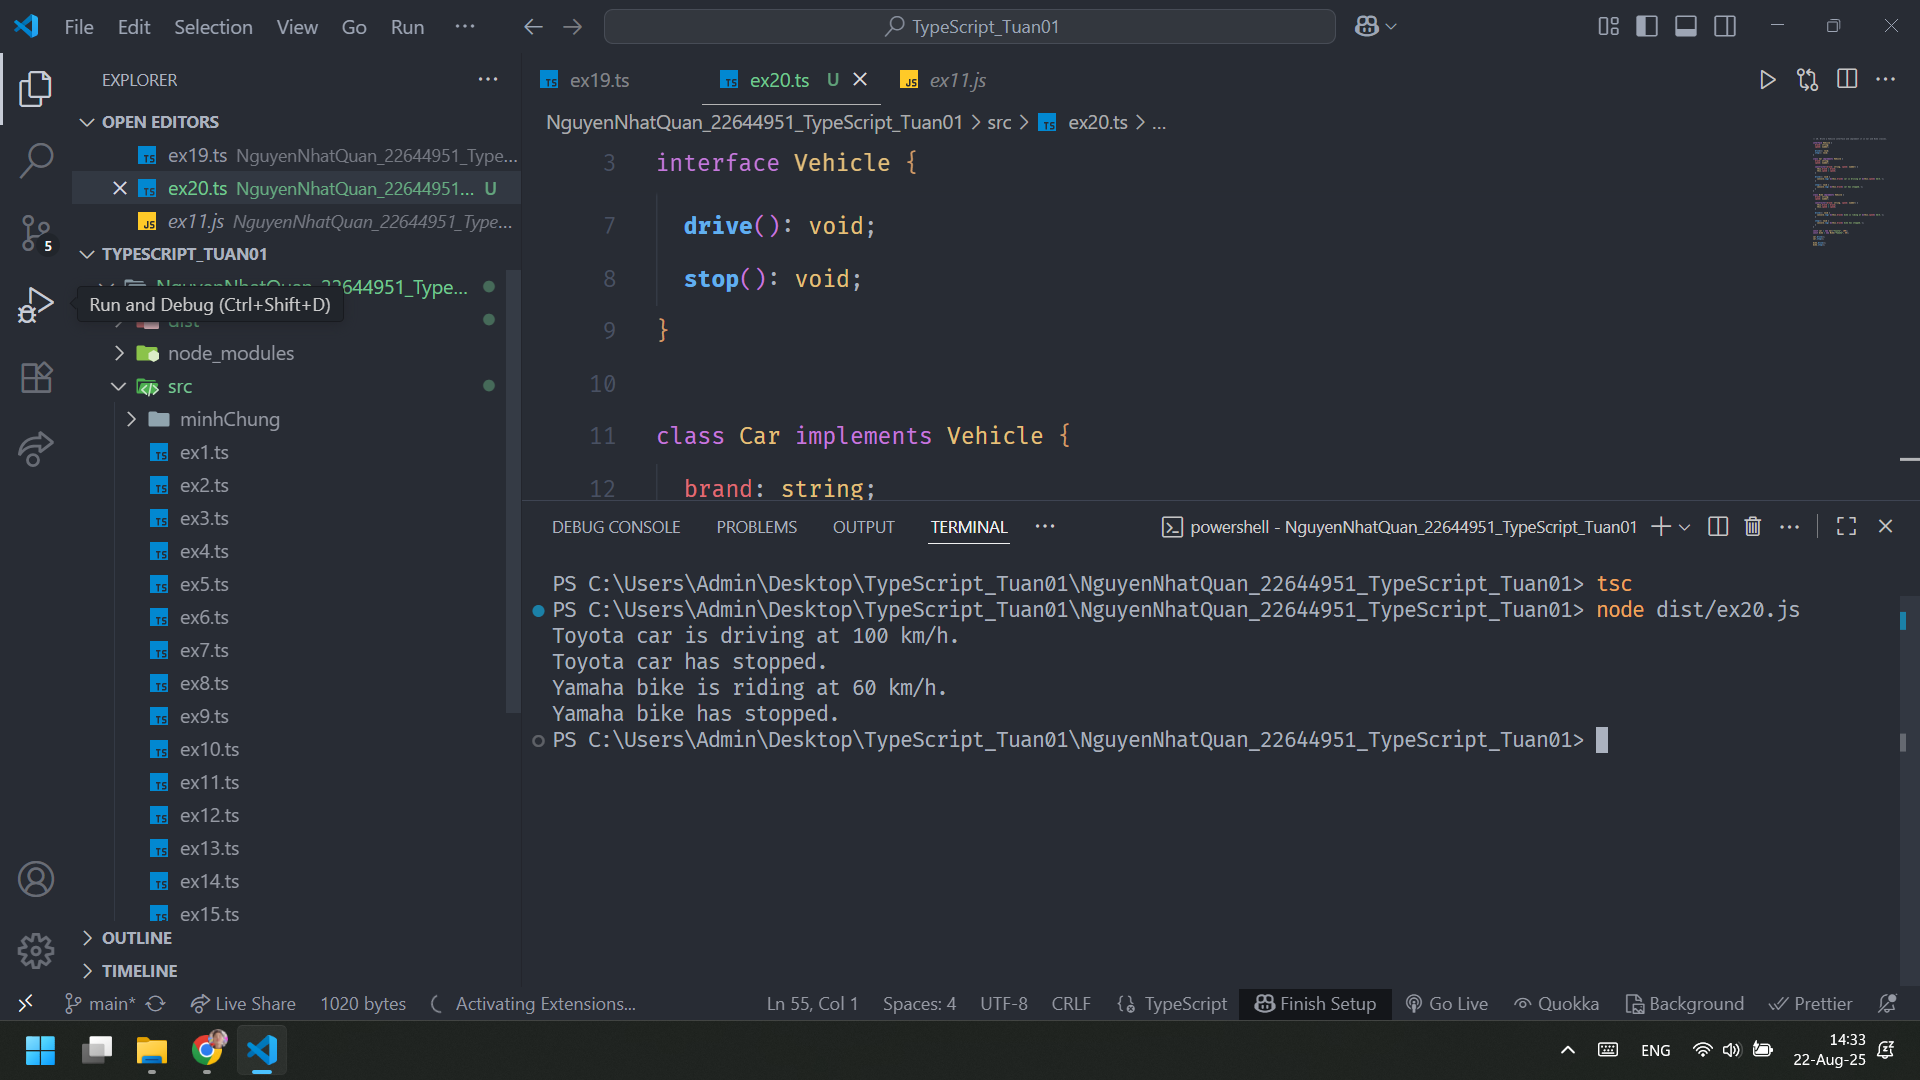 File Edit Selection View Go Run
TypeScript_Tuan01
EXPLORER
OPEN EDITORS
ex19.ts NguyenNhatQuan_22644951_Type...
ex20.ts NguyenNhatQuan_22644951... U
ex11.js NguyenNhatQuan_22644951_Type...
5
TYPESCRIPT_TUAN01
Run and Debug (Ctrl+Shift+D)
node_modules
src
minhChung
ex1.ts
ex2.ts
ex3.ts
ex4.ts
ex5.ts
ex6.ts
ex7.ts
ex8.ts
ex9.ts
ex10.ts
ex11.ts
ex12.ts
ex13.ts
ex14.ts
ex15.ts
OUTLINE
TIMELINE
ex19.ts
ex20.ts U
ex11.js
NguyenNhatQuan_22644951_TypeScript_Tuan01 > src > ex20.ts > ...
3 interface Vehicle {
7 drive(): void;
8 stop(): void;
9 }
10
11 class Car implements Vehicle {
12 brand: string;
DEBUG CONSOLE PROBLEMS OUTPUT TERMINAL
powershell - NguyenNhatQuan_22644951_TypeScript_Tuan01
PS C:\Users\Admin\Desktop\TypeScript_Tuan01\NguyenNhatQuan_22644951_TypeScript_Tuan01> tsc
PS C:\Users\Admin\Desktop\TypeScript_Tuan01\NguyenNhatQuan_22644951_TypeScript_Tuan01> node dist/ex20.js
Toyota car is driving at 100 km/h.
Toyota car has stopped.
Yamaha bike is riding at 60 km/h.
Yamaha bike has stopped.
PS C:\Users\Admin\Desktop\TypeScript_Tuan01\NguyenNhatQuan_22644951_TypeScript_Tuan01>
main* Live Share 1020 bytes Activating Extensions... Ln 55, Col 1 Spaces: 4 UTF-8 CRLF TypeScript Finish Setup Go Live Quokka Background Prettier
ENG
14:33
22-Aug-25